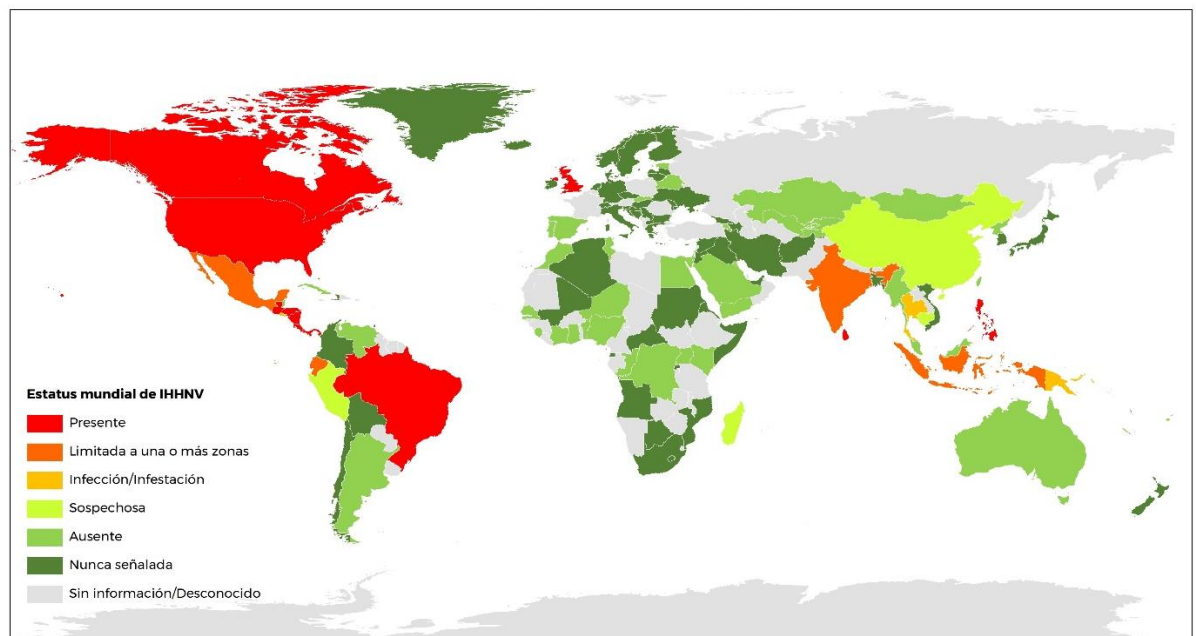 Estatus mundial de IHHNV
Presente
Limitada a una o más zonas
Infección/Infestación
Sospechosa
Ausente
Nunca señalada
Sin información/Desconocido